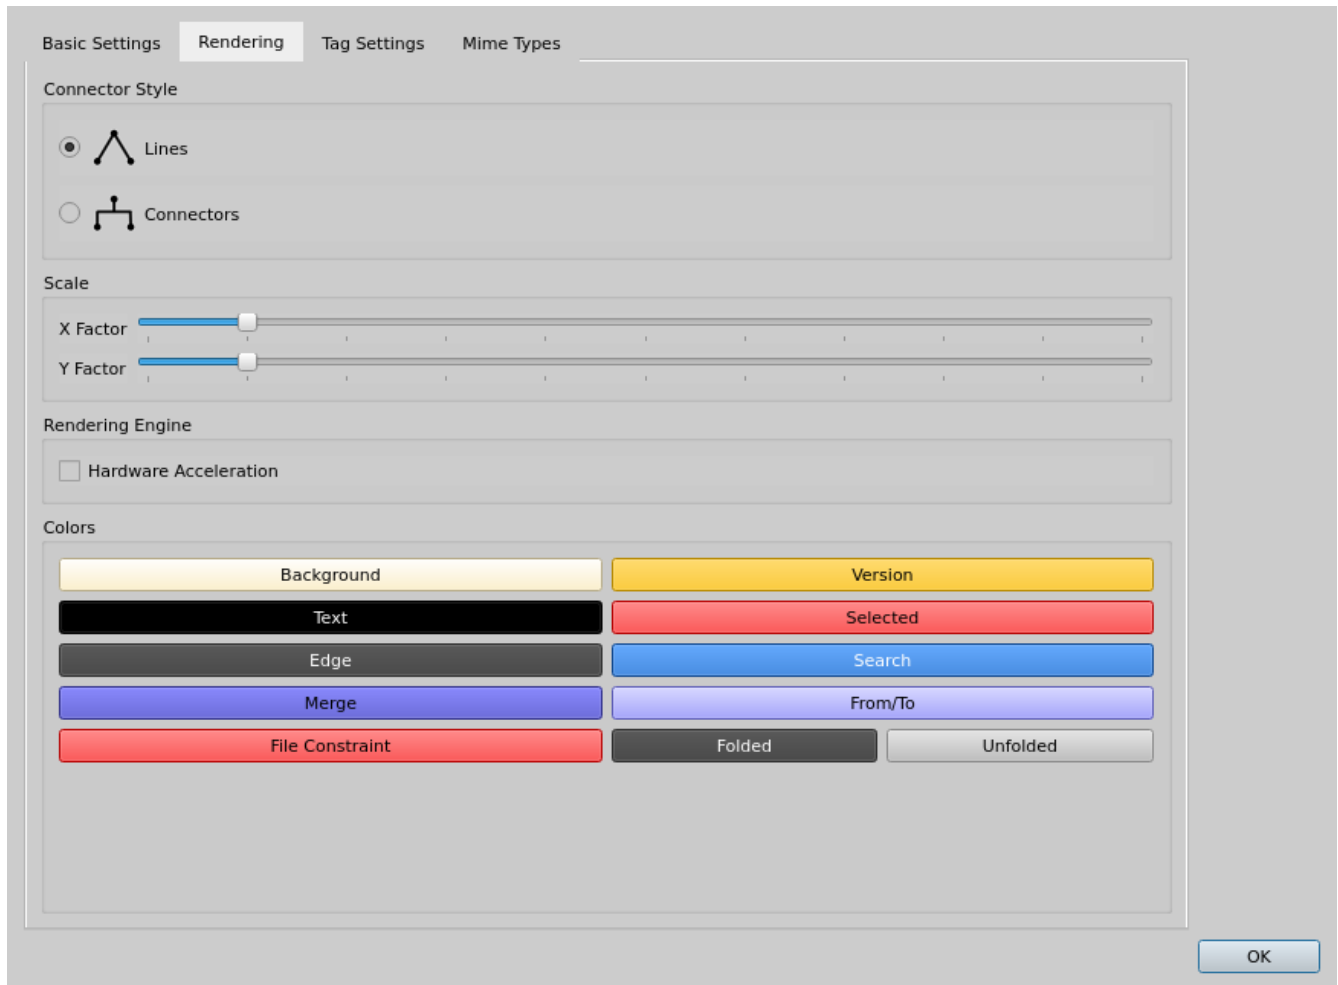 Basic Settings Rendering Tag Settings Mime Types
Connector Style
Lines
Connectors
Scale
X Factor
Y Factor
Rendering Engine
Hardware Acceleration
Colors
Background Version
Text Selected
Edge Search
Merge From/To
File Constraint Folded Unfolded
OK